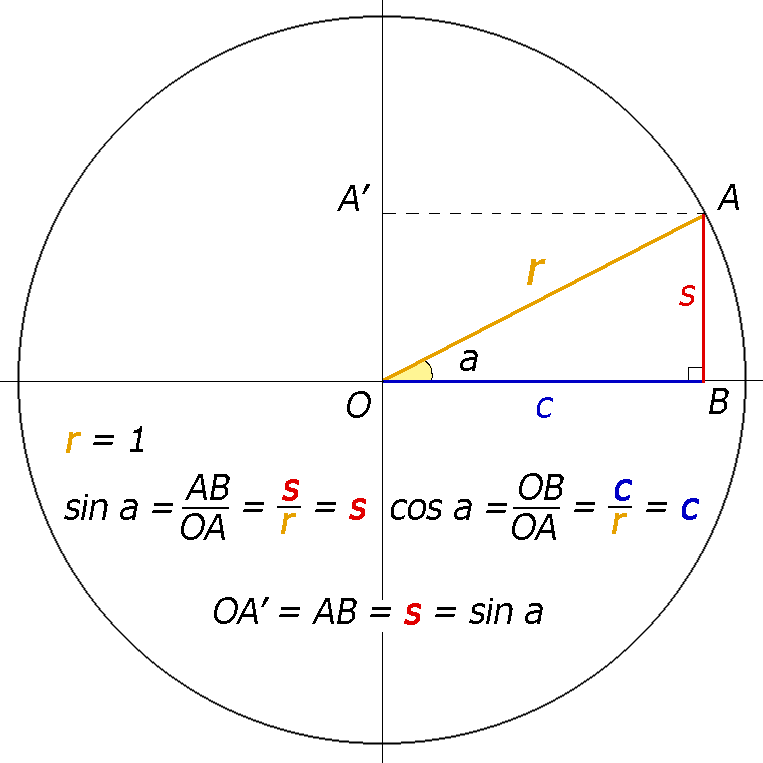 A′ A
r
s
a
O c B
r = 1
sin a = AB/OA = s/r = s cos a = OB/OA = c/r = c
OA′ = AB = s = sin a